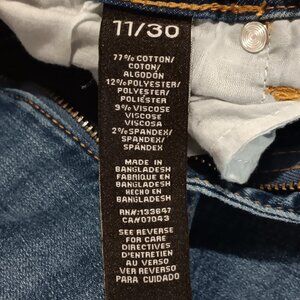 11/30
77% COTTON/
COTON/
ALGODÓN
12% POLYESTER/
POLYESTER/
POLIÉSTER
9% VISCOSE/
VISCOSE/
VISCOSA
2% SPANDEX/
SPANDEX/
SPANDEX
MADE IN
BANGLADESH
FABRIQUE EN
BANGLADESH
HECHO EN
BANGLADESH
RN#:133847
CA#07043
SEE REVERSE
FOR CARE
DIRECTIVES
D'ENTRETIEN
AU VERSO
VER REVERSO
PARA CUIDADO